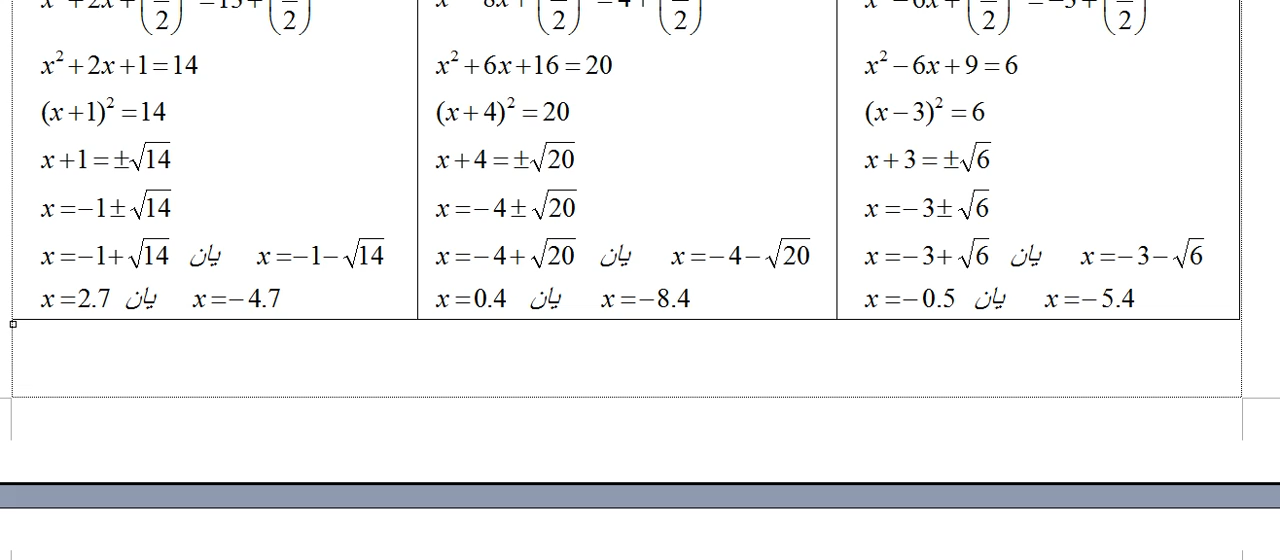 x² + 2x + 1 = 14
(x + 1)² = 14
x + 1 = ±√14
x = −1 ± √14
x = −1 + √14 یان x = −1 − √14
x = 2.7 یان x = −4.7
x² + 6x + 16 = 20
(x + 4)² = 20
x + 4 = ±√20
x = −4 ± √20
x = −4 + √20 یان x = −4 − √20
x = 0.4 یان x = −8.4
x² − 6x + 9 = 6
(x − 3)² = 6
x + 3 = ±√6
x = −3 ± √6
x = −3 + √6 یان x = −3 − √6
x = −0.5 یان x = −5.4